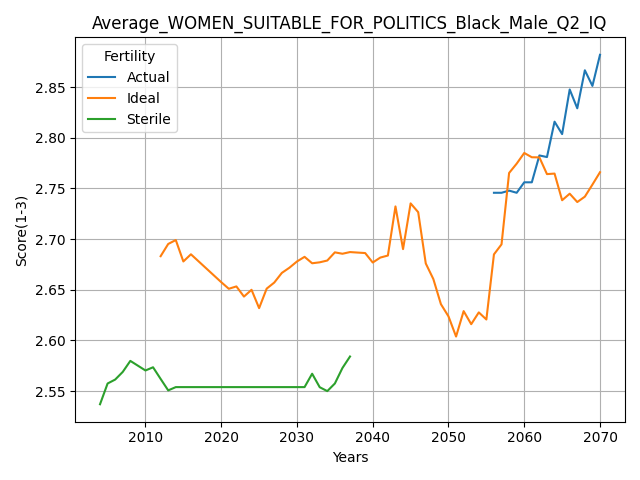 Average_WOMEN_SUITABLE_FOR_POLITICS_Black_Male_Q2_IQ
Fertility
Actual
Ideal
Sterile
Score(1-3)
2.85
2.80
2.75
2.70
2.65
2.60
2.55
2010 2020 2030 2040 2050 2060 2070
Years